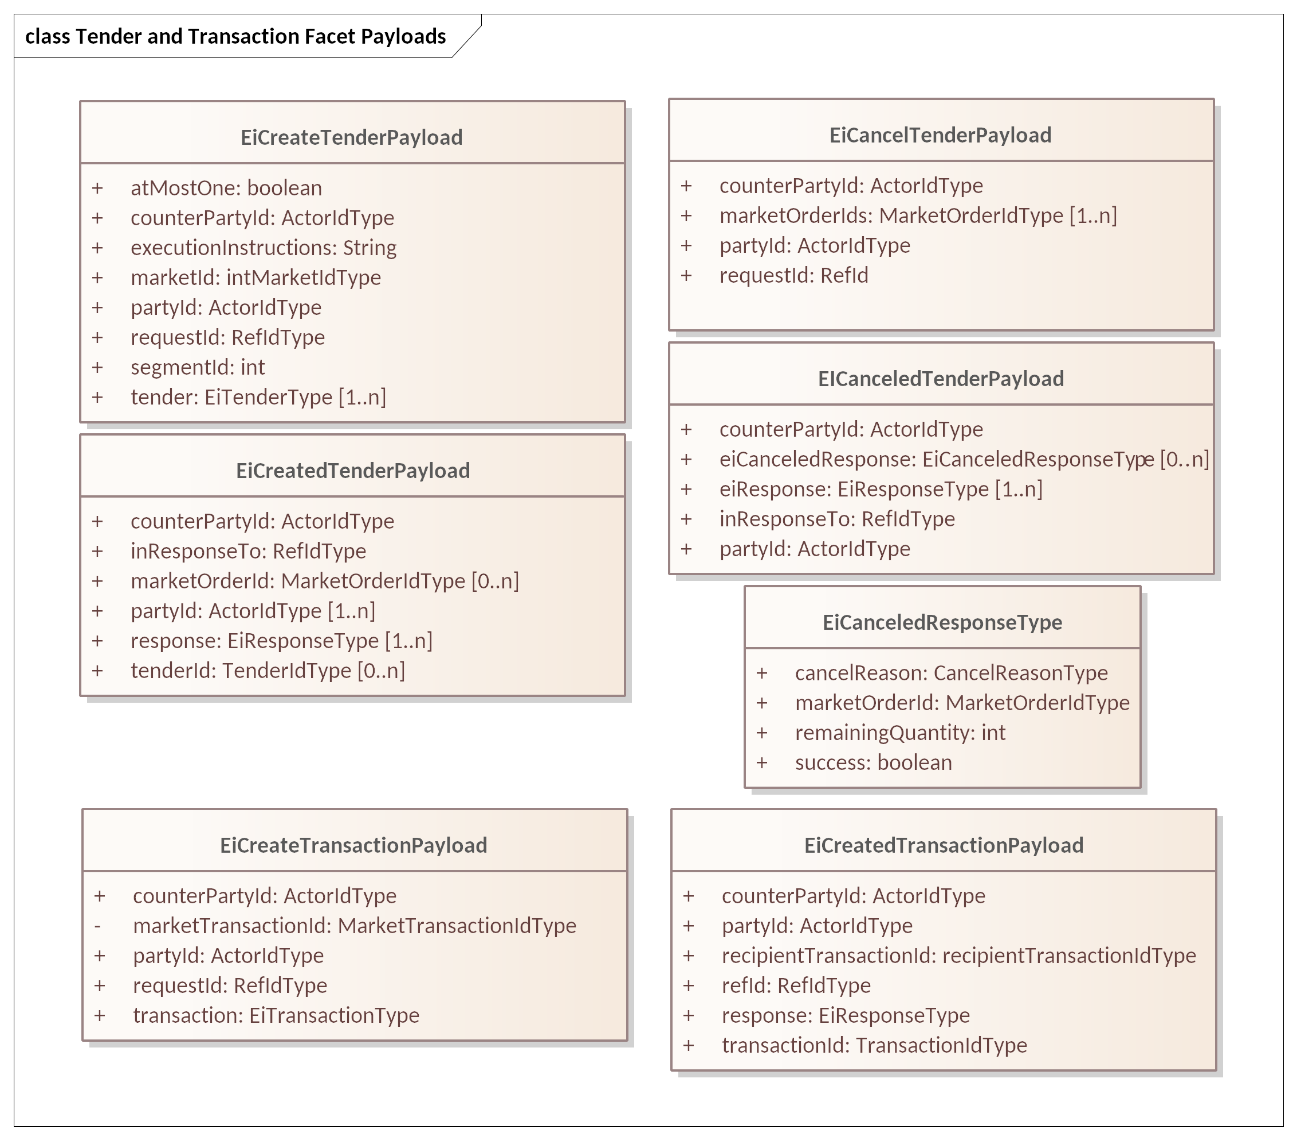 class Tender and Transaction Facet Payloads
EiCreateTenderPayload
+ atMostOne: boolean
+ counterPartyId: ActorIdType
+ executionInstructions: String
+ marketId: intMarketIdType
+ partyId: ActorIdType
+ requestId: RefIdType
+ segmentId: int
+ tender: EiTenderType [1..n]
EiCreatedTenderPayload
+ counterPartyId: ActorIdType
+ inResponseTo: RefIdType
+ marketOrderId: MarketOrderIdType [0..n]
+ partyId: ActorIdType [1..n]
+ response: EiResponseType [1..n]
+ tenderId: TenderIdType [0..n]
EiCancelTenderPayload
+ counterPartyId: ActorIdType
+ marketOrderIds: MarketOrderIdType [1..n]
+ partyId: ActorIdType
+ requestId: RefId
EICanceledTenderPayload
+ counterPartyId: ActorIdType
+ eiCanceledResponse: EiCanceledResponseType [0..n]
+ eiResponse: EiResponseType [1..n]
+ inResponseTo: RefIdType
+ partyId: ActorIdType
EiCanceledResponseType
+ cancelReason: CancelReasonType
+ marketOrderId: MarketOrderIdType
+ remainingQuantity: int
+ success: boolean
EiCreateTransactionPayload
+ counterPartyId: ActorIdType
- marketTransactionId: MarketTransactionIdType
+ partyId: ActorIdType
+ requestId: RefIdType
+ transaction: EiTransactionType
EiCreatedTransactionPayload
+ counterPartyId: ActorIdType
+ partyId: ActorIdType
+ recipientTransactionId: recipientTransactionIdType
+ refId: RefIdType
+ response: EiResponseType
+ transactionId: TransactionIdType